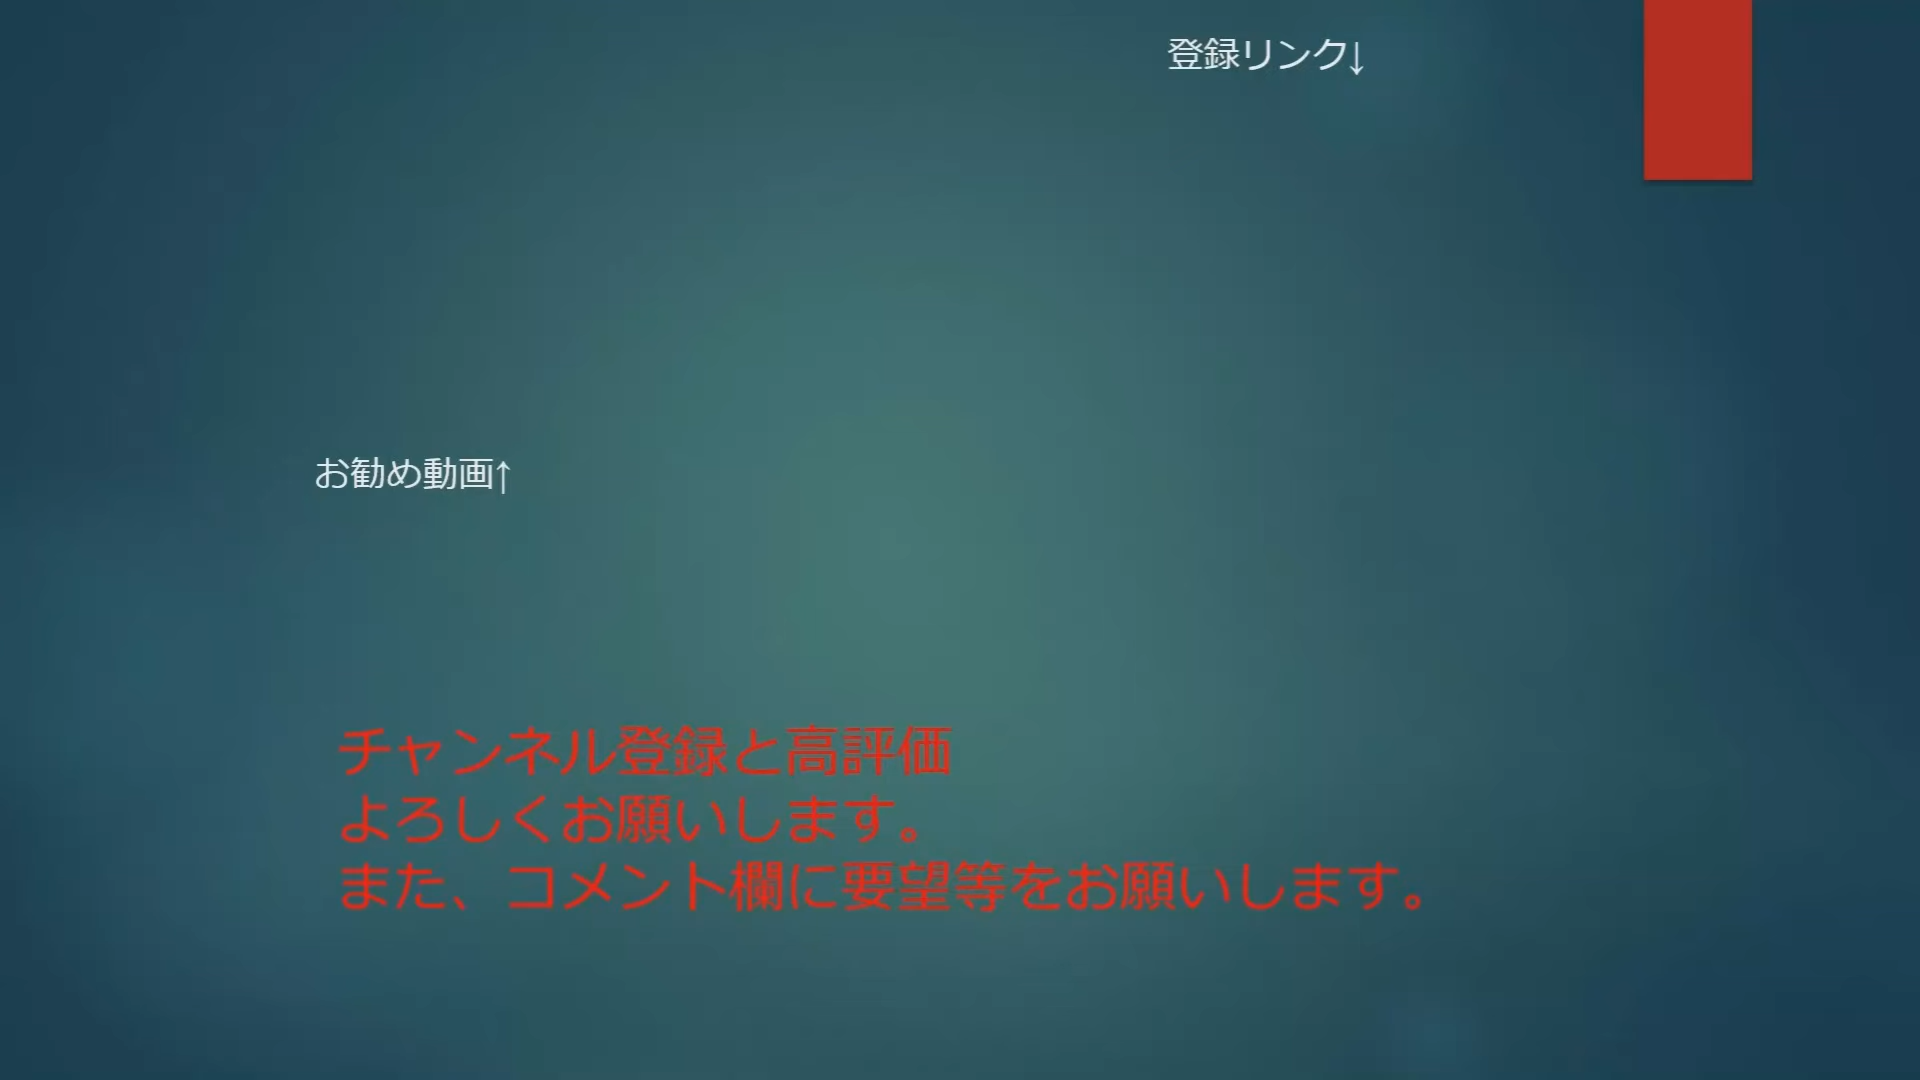 登録リンク↓
お勧め動画↑
チャンネル登録と高評価
よろしくお願いします。
また、コメント欄に要望等をお願いします。